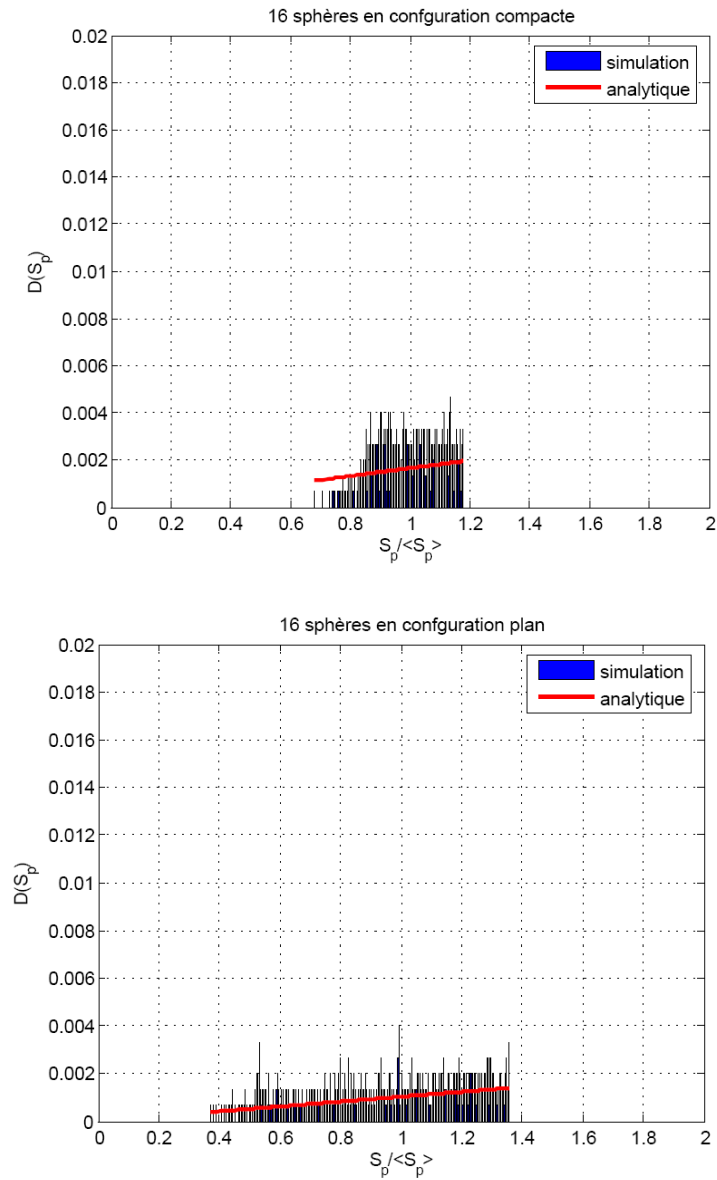 16 sphères en confguration compacte
0.02
0.018
0.016
0.014
0.012
0.01
0.008
0.006
0.004
0.002
0
D(S_p)
simulation
analytique
0 0.2 0.4 0.6 0.8 1 1.2 1.4 1.6 1.8 2
S_p/<S_p>
16 sphères en confguration plan
0.02
0.018
0.016
0.014
0.012
0.01
0.008
0.006
0.004
0.002
0
D(S_p)
simulation
analytique
0 0.2 0.4 0.6 0.8 1 1.2 1.4 1.6 1.8 2
S_p/<S_p>